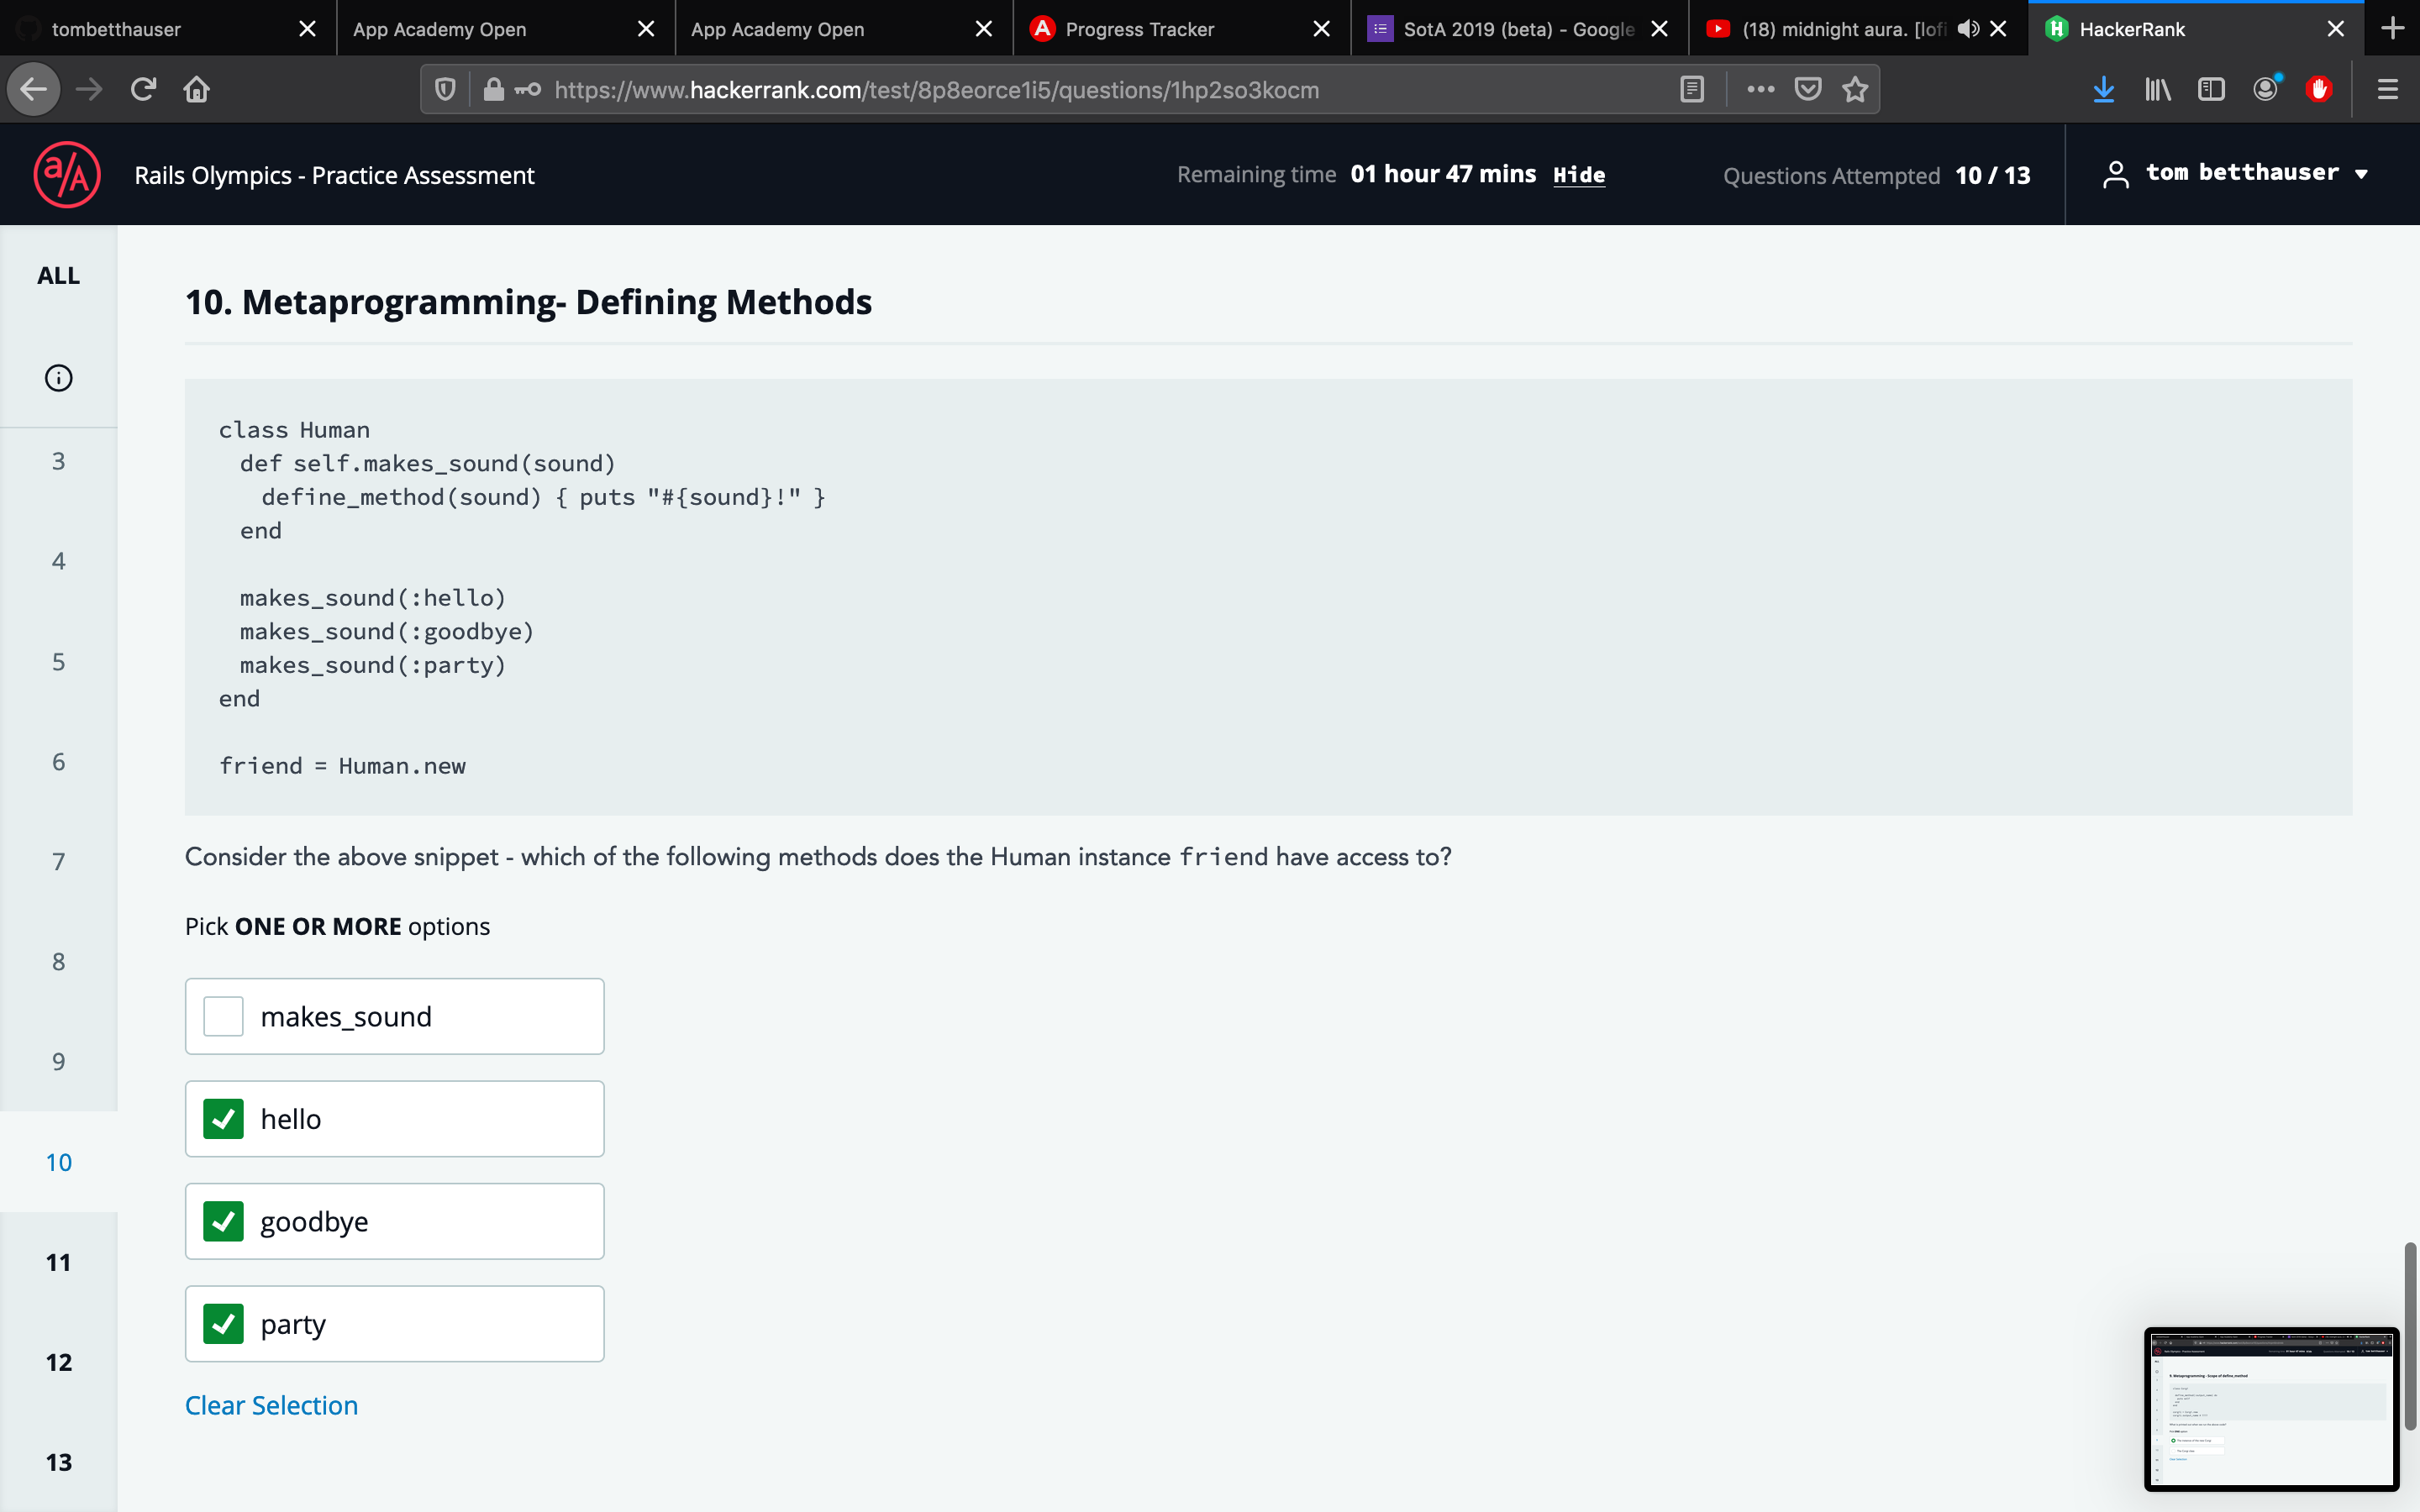 tombetthauser
App Academy Open
App Academy Open
Progress Tracker
SotA 2019 (beta) - Google
(18) midnight aura. [lofi
HackerRank
https://www.hackerrank.com/test/8p8eorce1i5/questions/1hp2so3kocm
a/A
Rails Olympics - Practice Assessment
Remaining time 01 hour 47 mins Hide
Questions Attempted 10 / 13
tom betthauser
ALL
3
4
5
6
7
8
9
10
11
12
13
10. Metaprogramming- Defining Methods
class Human
  def self.makes_sound(sound)
    define_method(sound) { puts "#{sound}!" }
  end
  makes_sound(:hello)
  makes_sound(:goodbye)
  makes_sound(:party)
end
friend = Human.new
Consider the above snippet - which of the following methods does the Human instance friend have access to?
Pick ONE OR MORE options
makes_sound
hello
goodbye
party
Clear Selection
9. Metaprogramming - Scope of define_method